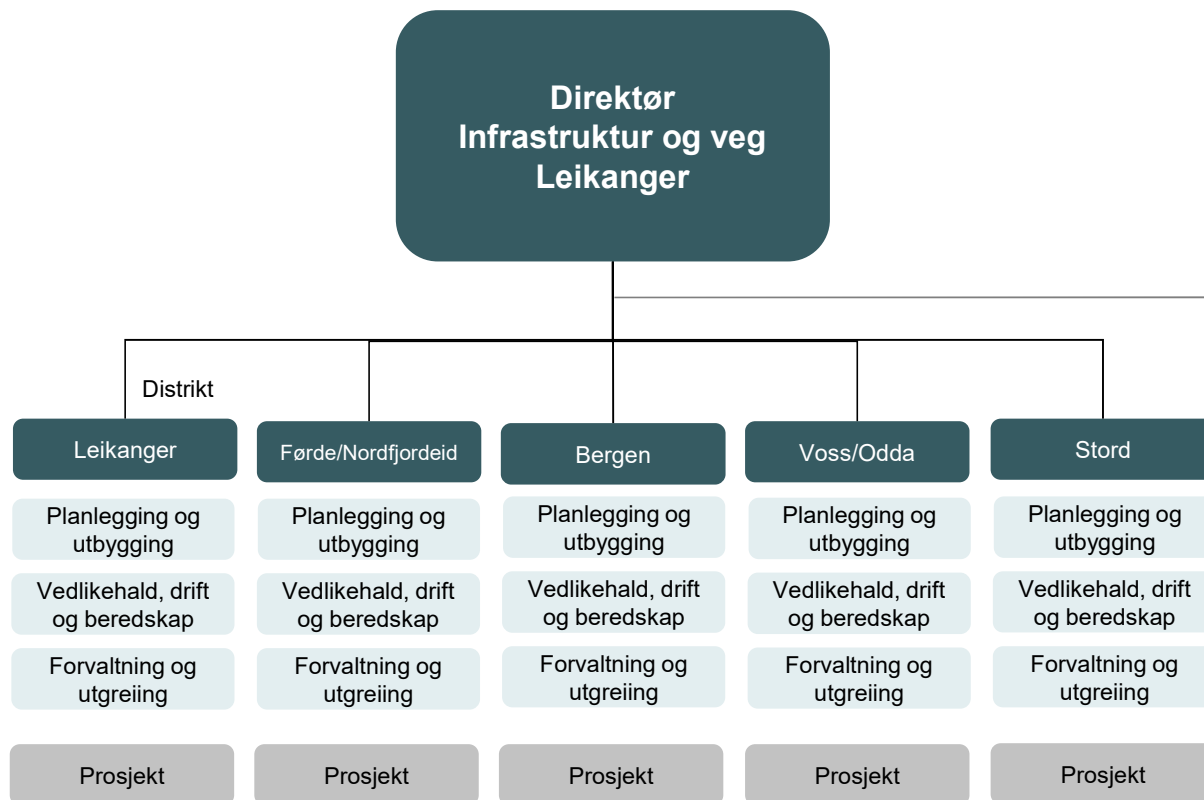 Direktør
Infrastruktur og veg
Leikanger
Distrikt
Leikanger
Førde/Nordfjordeid
Bergen
Voss/Odda
Stord
Planlegging og
utbygging
Planlegging og
utbygging
Planlegging og
utbygging
Planlegging og
utbygging
Planlegging og
utbygging
Vedlikehald, drift
og beredskap
Vedlikehald, drift
og beredskap
Vedlikehald, drift
og beredskap
Vedlikehald, drift
og beredskap
Vedlikehald, drift
og beredskap
Forvaltning og
utgreiing
Forvaltning og
utgreiing
Forvaltning og
utgreiing
Forvaltning og
utgreiing
Forvaltning og
utgreiing
Prosjekt
Prosjekt
Prosjekt
Prosjekt
Prosjekt